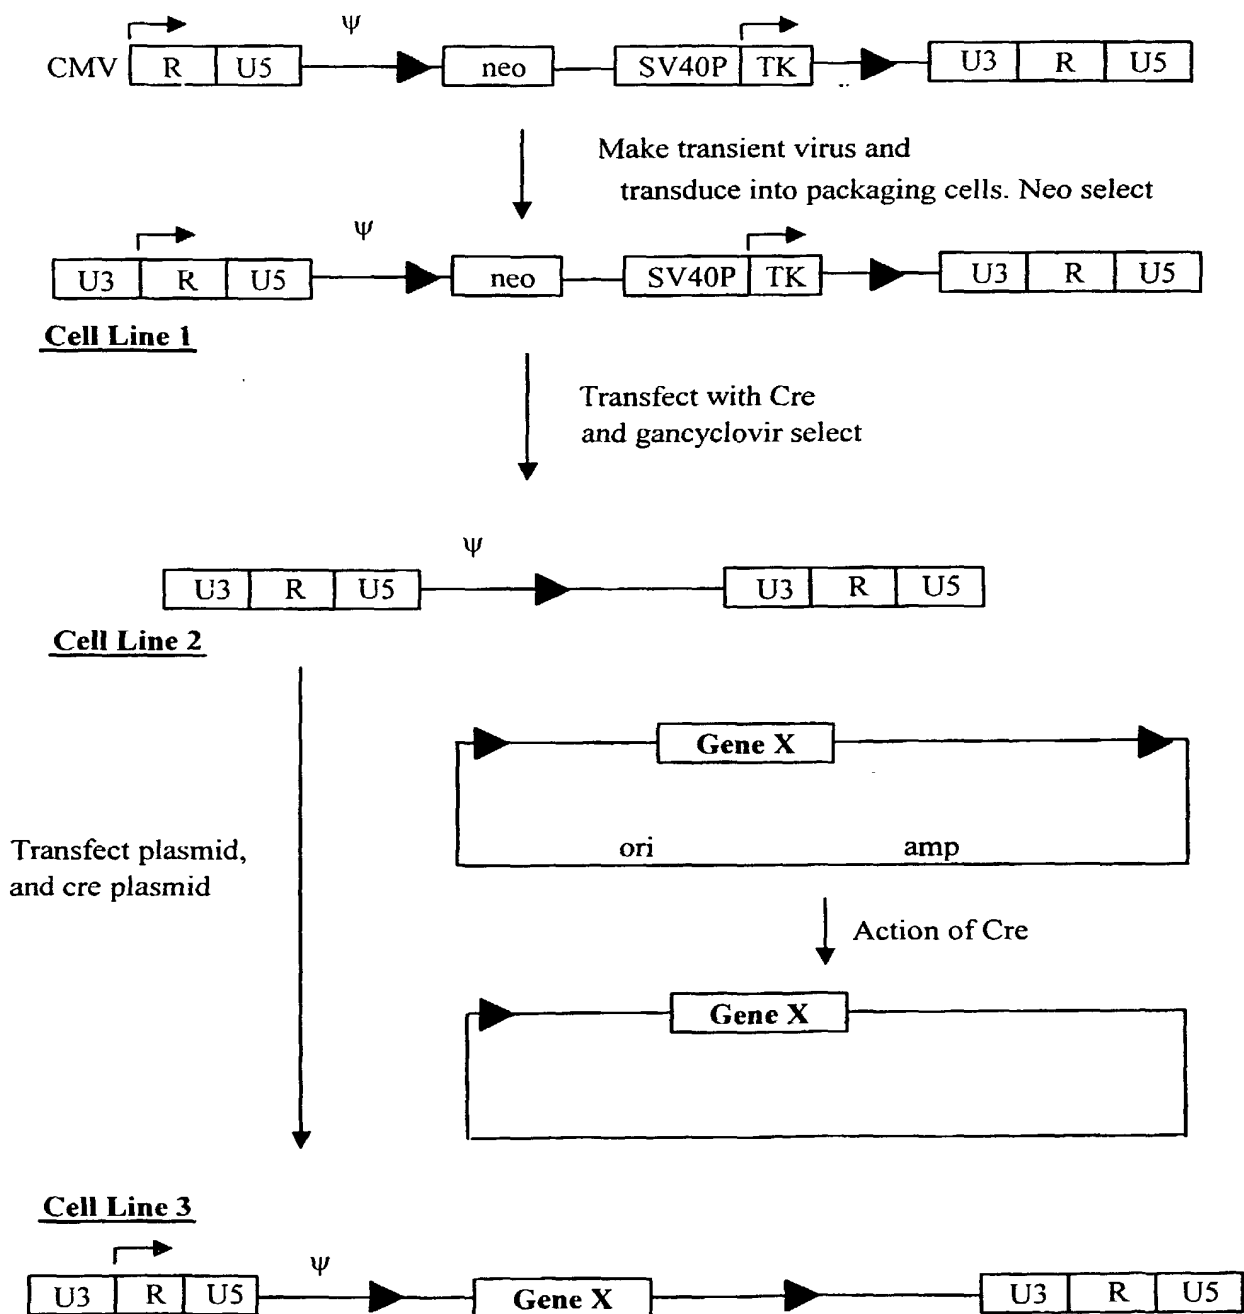 ψ
CMV R U5 neo SV40P TK U3 R U5
Make transient virus and
transduce into packaging cells. Neo select
ψ
U3 R U5 neo SV40P TK U3 R U5
Cell Line 1
Transfect with Cre
and gancyclovir select
ψ
U3 R U5 U3 R U5
Cell Line 2
Gene X
ori amp
Transfect plasmid,
and cre plasmid
Action of Cre
Gene X
Cell Line 3
ψ
U3 R U5 Gene X U3 R U5